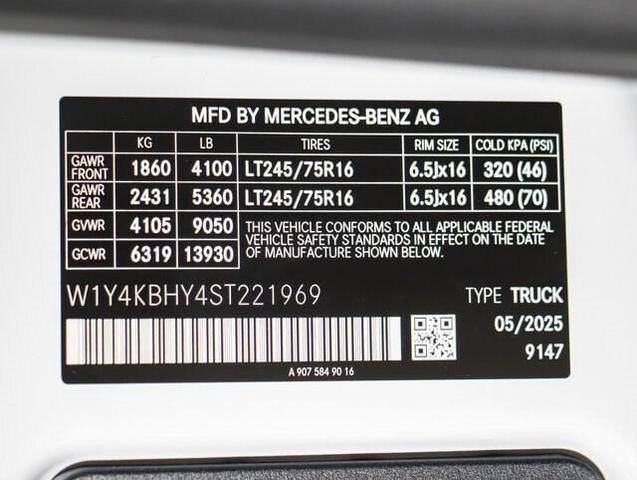 MFD BY MERCEDES-BENZ AG
KG LB TIRES RIM SIZE COLD KPA (PSI)
GAWR FRONT 1860 4100 LT245/75R16 6.5Jx16 320 (46)
GAWR REAR 2431 5360 LT245/75R16 6.5Jx16 480 (70)
GVWR 4105 9050
GCWR 6319 13930
THIS VEHICLE CONFORMS TO ALL APPLICABLE FEDERAL
VEHICLE SAFETY STANDARDS IN EFFECT ON THE DATE
OF MANUFACTURE SHOWN BELOW.
W1Y4KBHY4ST221969
TYPE TRUCK
05/2025
9147
A 907 584 90 16